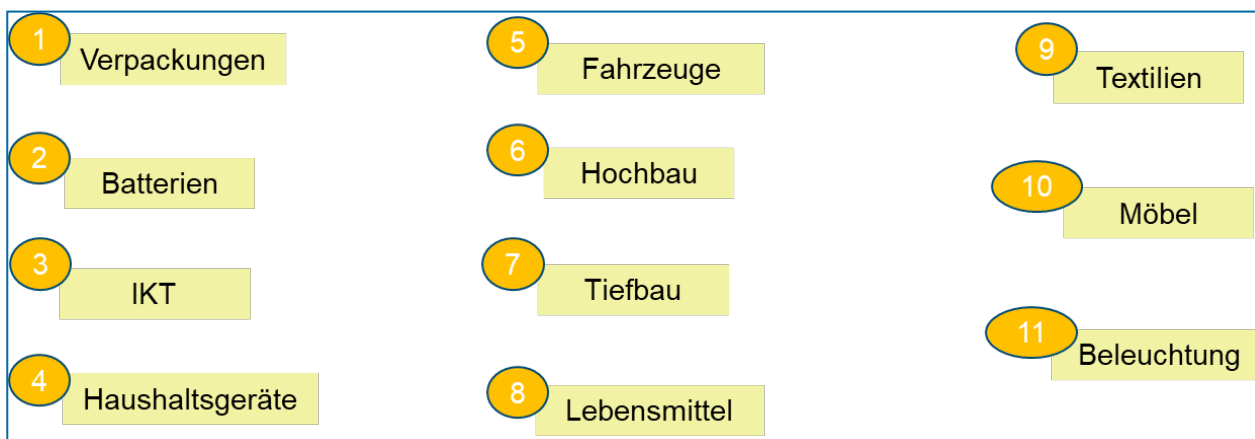 1
Verpackungen
2
Batterien
3
IKT
4
Haushaltsgeräte
5
Fahrzeuge
6
Hochbau
7
Tiefbau
8
Lebensmittel
9
Textilien
10
Möbel
11
Beleuchtung